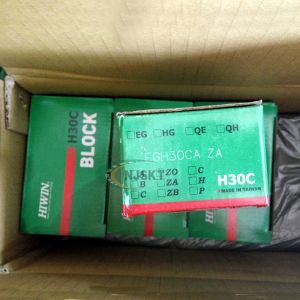 □EG □HG □QE □QH
EGH30CA ZA
□ZO □C
□B □ZA □H
□C □ZB □P
H30C
MADE IN TAIWAN
NJSKT
HIWIN
H30C
BLOCK